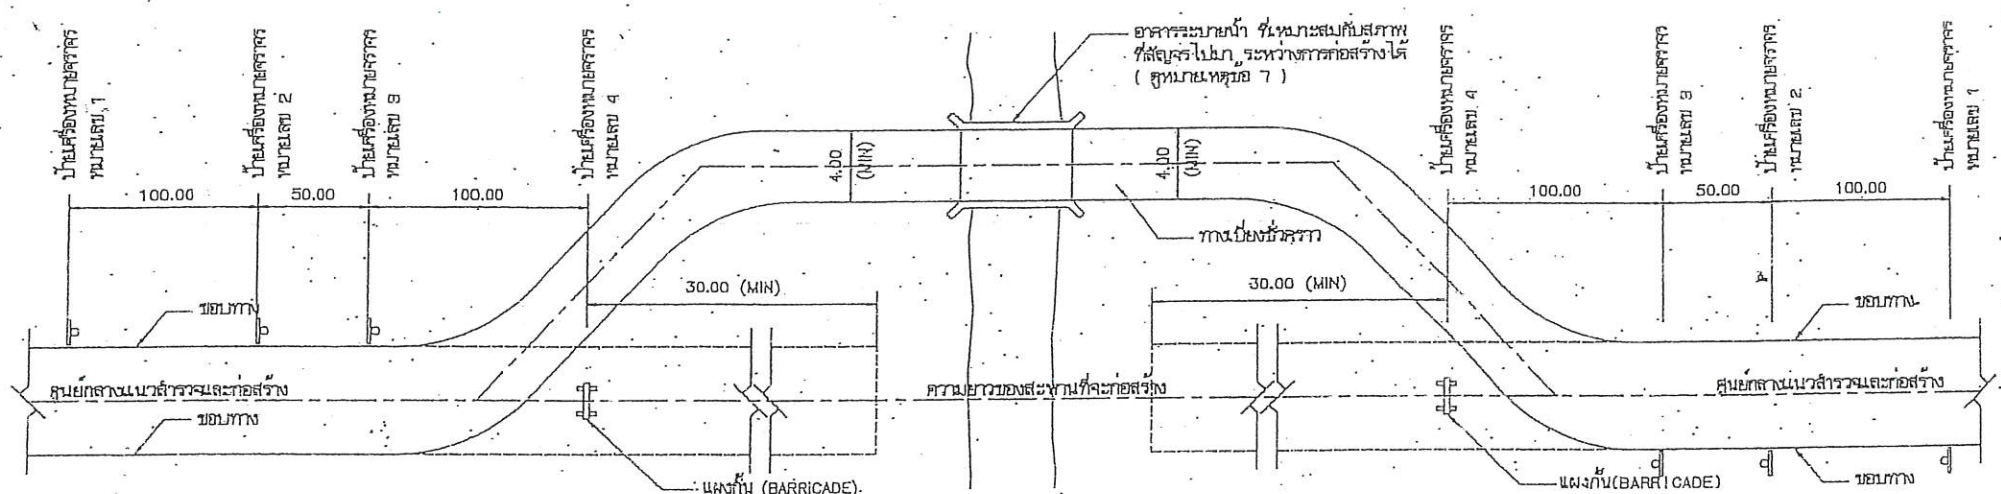 ป้ายเครื่องหมายจราจร
หมายเลข 1
ป้ายเครื่องหมายจราจร
หมายเลข 2
ป้ายเครื่องหมายจราจร
หมายเลข 3
ป้ายเครื่องหมายจราจร
หมายเลข 4
อาคารระบายน้ำ ที่เหมาะสมกับสภาพ
ที่สัญจรไปมา ระหว่างการก่อสร้างได้
( ดูหมายเหตุข้อ 7 )
ป้ายเครื่องหมายจราจร
หมายเลข 4
ป้ายเครื่องหมายจราจร
หมายเลข 3
ป้ายเครื่องหมายจราจร
หมายเลข 2
ป้ายเครื่องหมายจราจร
หมายเลข 1
100.00
50.00
100.00
4.00
(MIN)
4.00
(MIN)
100.00
50.00
100.00
ทางเบี่ยงชั่วคราว
30.00 (MIN)
30.00 (MIN)
ขอบทาง
ขอบทาง
ศูนย์กลางแนวสำรวจและก่อสร้าง
ความยาวของสะพานที่จะก่อสร้าง
ศูนย์กลางแนวสำรวจและก่อสร้าง
ขอบทาง
ขอบทาง
แผงกั้น (BARRICADE)
แผงกั้น(BARRICADE)